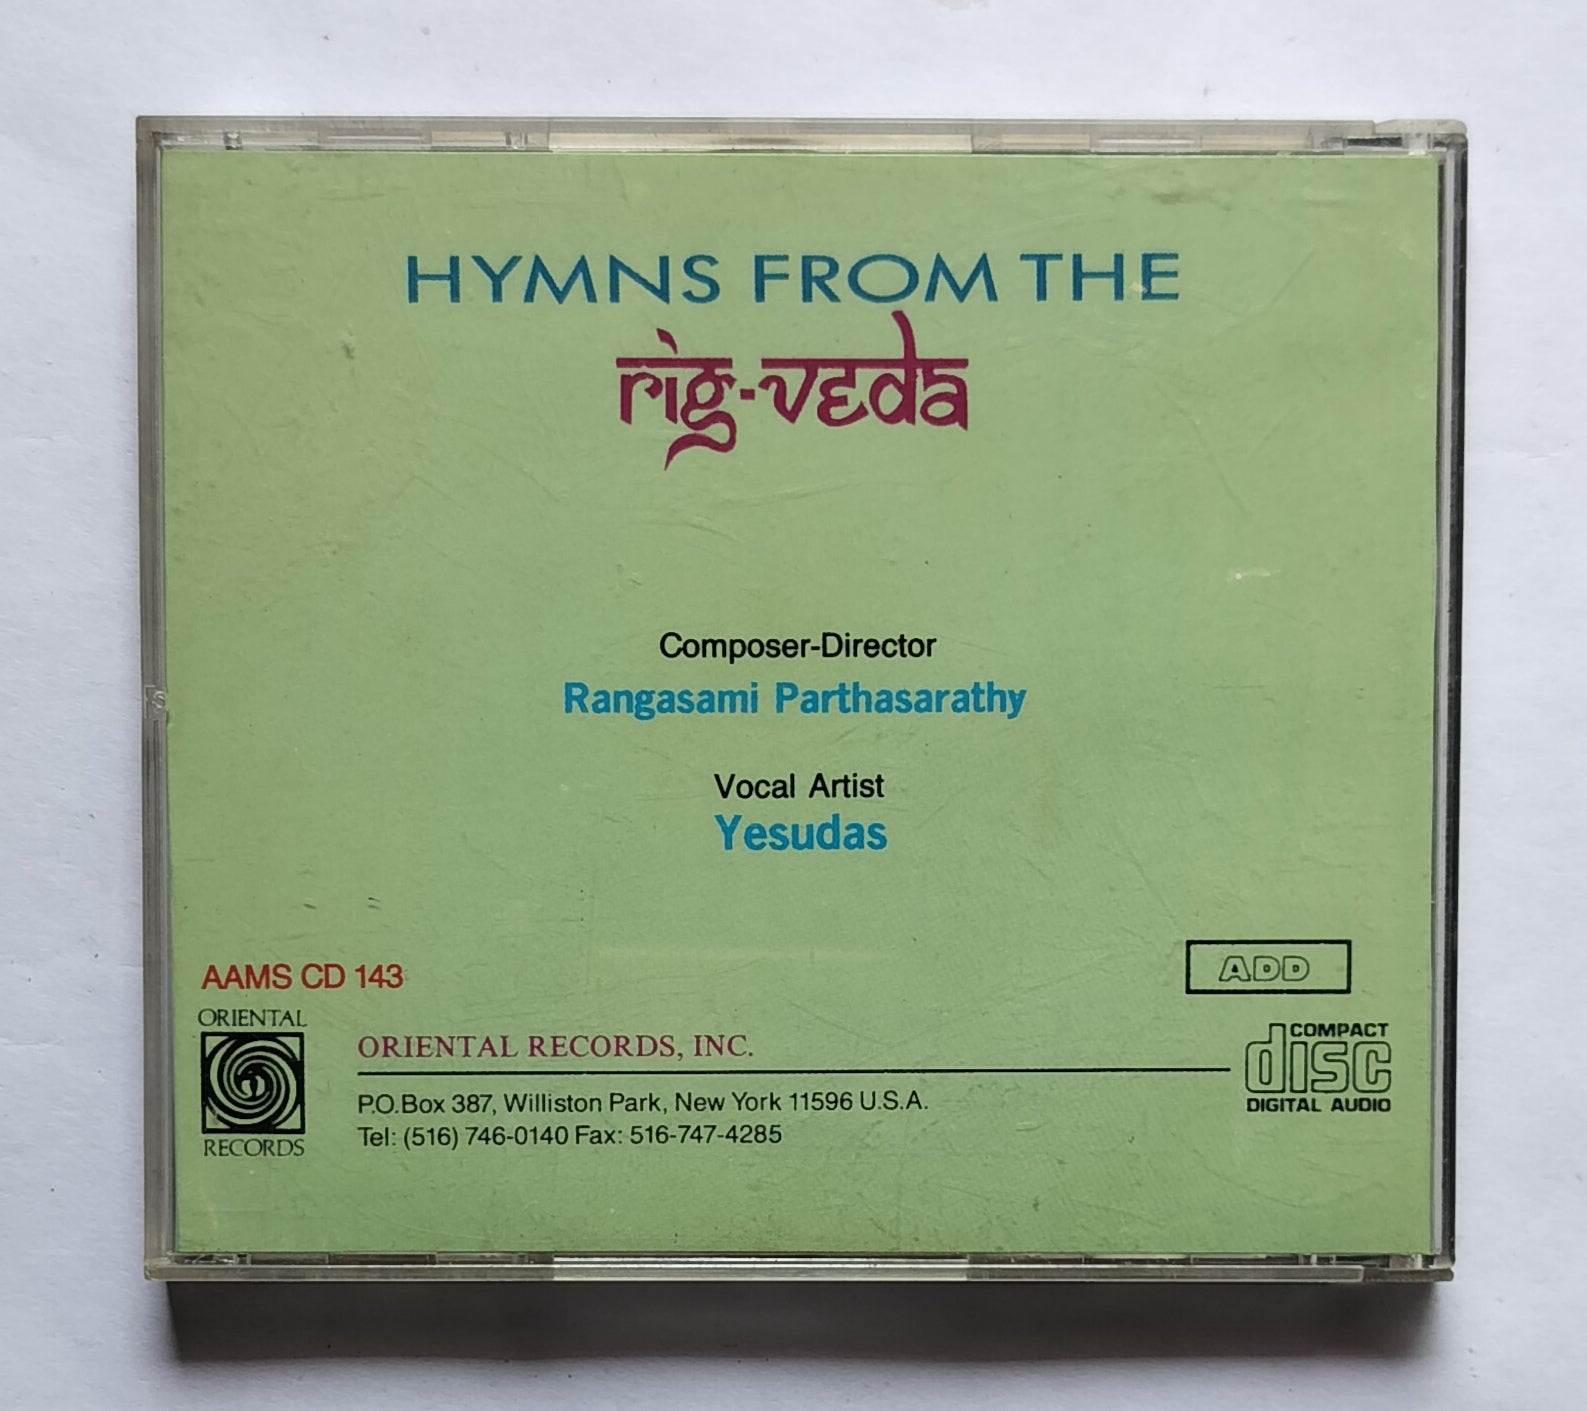 HYMNS FROM THE
rig-veda
Composer-Director
Rangasami Parthasarathy
Vocal Artist
Yesudas
AAMS CD 143
ADD
ORIENTAL
RECORDS
ORIENTAL RECORDS, INC.
P.O.Box 387, Williston Park, New York 11596 U.S.A.
Tel: (516) 746-0140 Fax: 516-747-4285
COMPACT
disc
DIGITAL AUDIO